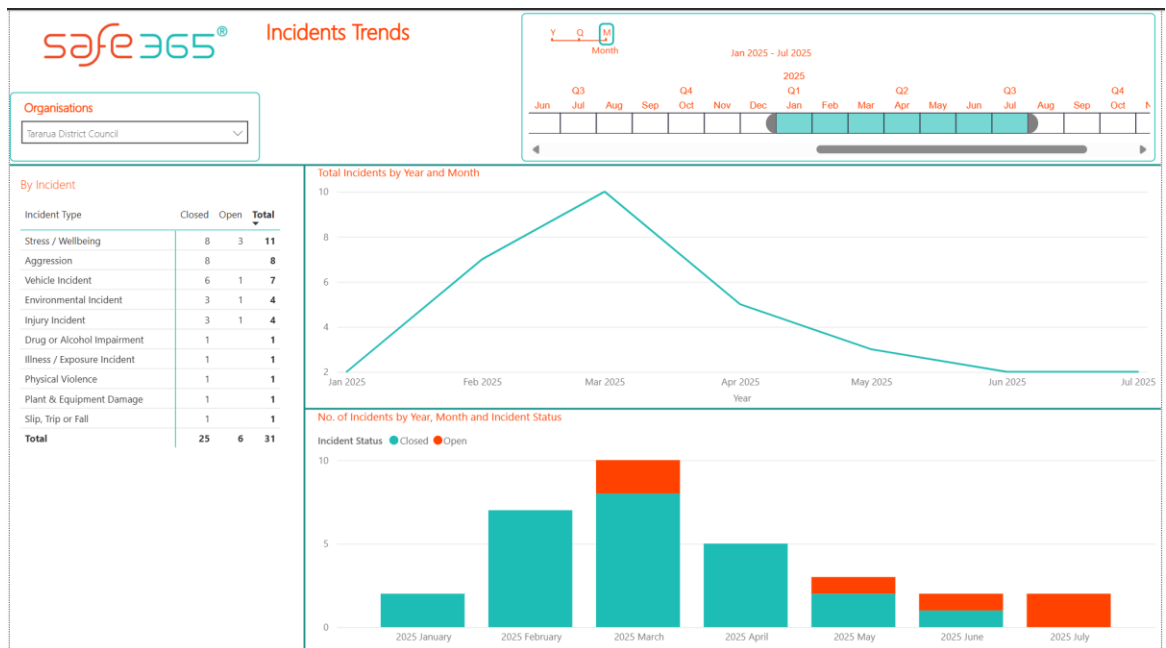 safe365®
Incidents Trends
Y Q M
Month
Jan 2025 - Jul 2025
2025
Q3 Q4 Q1 Q2 Q3 Q4
Jun Jul Aug Sep Oct Nov Dec Jan Feb Mar Apr May Jun Jul Aug Sep Oct
Organisations
Tararua District Council
By Incident
Incident Type Closed Open Total
Stress / Wellbeing 8 3 11
Aggression 8 8
Vehicle Incident 6 1 7
Environmental Incident 3 1 4
Injury Incident 3 1 4
Drug or Alcohol Impairment 1 1
Illness / Exposure Incident 1 1
Physical Violence 1 1
Plant & Equipment Damage 1 1
Slip, Trip or Fall 1 1
Total 25 6 31
Total Incidents by Year and Month
10
8
6
4
2
Jan 2025 Feb 2025 Mar 2025 Apr 2025 May 2025 Jun 2025 Jul 2025
Year
No. of Incidents by Year, Month and Incident Status
Incident Status Closed Open
10
5
0
2025 January 2025 February 2025 March 2025 April 2025 May 2025 June 2025 July